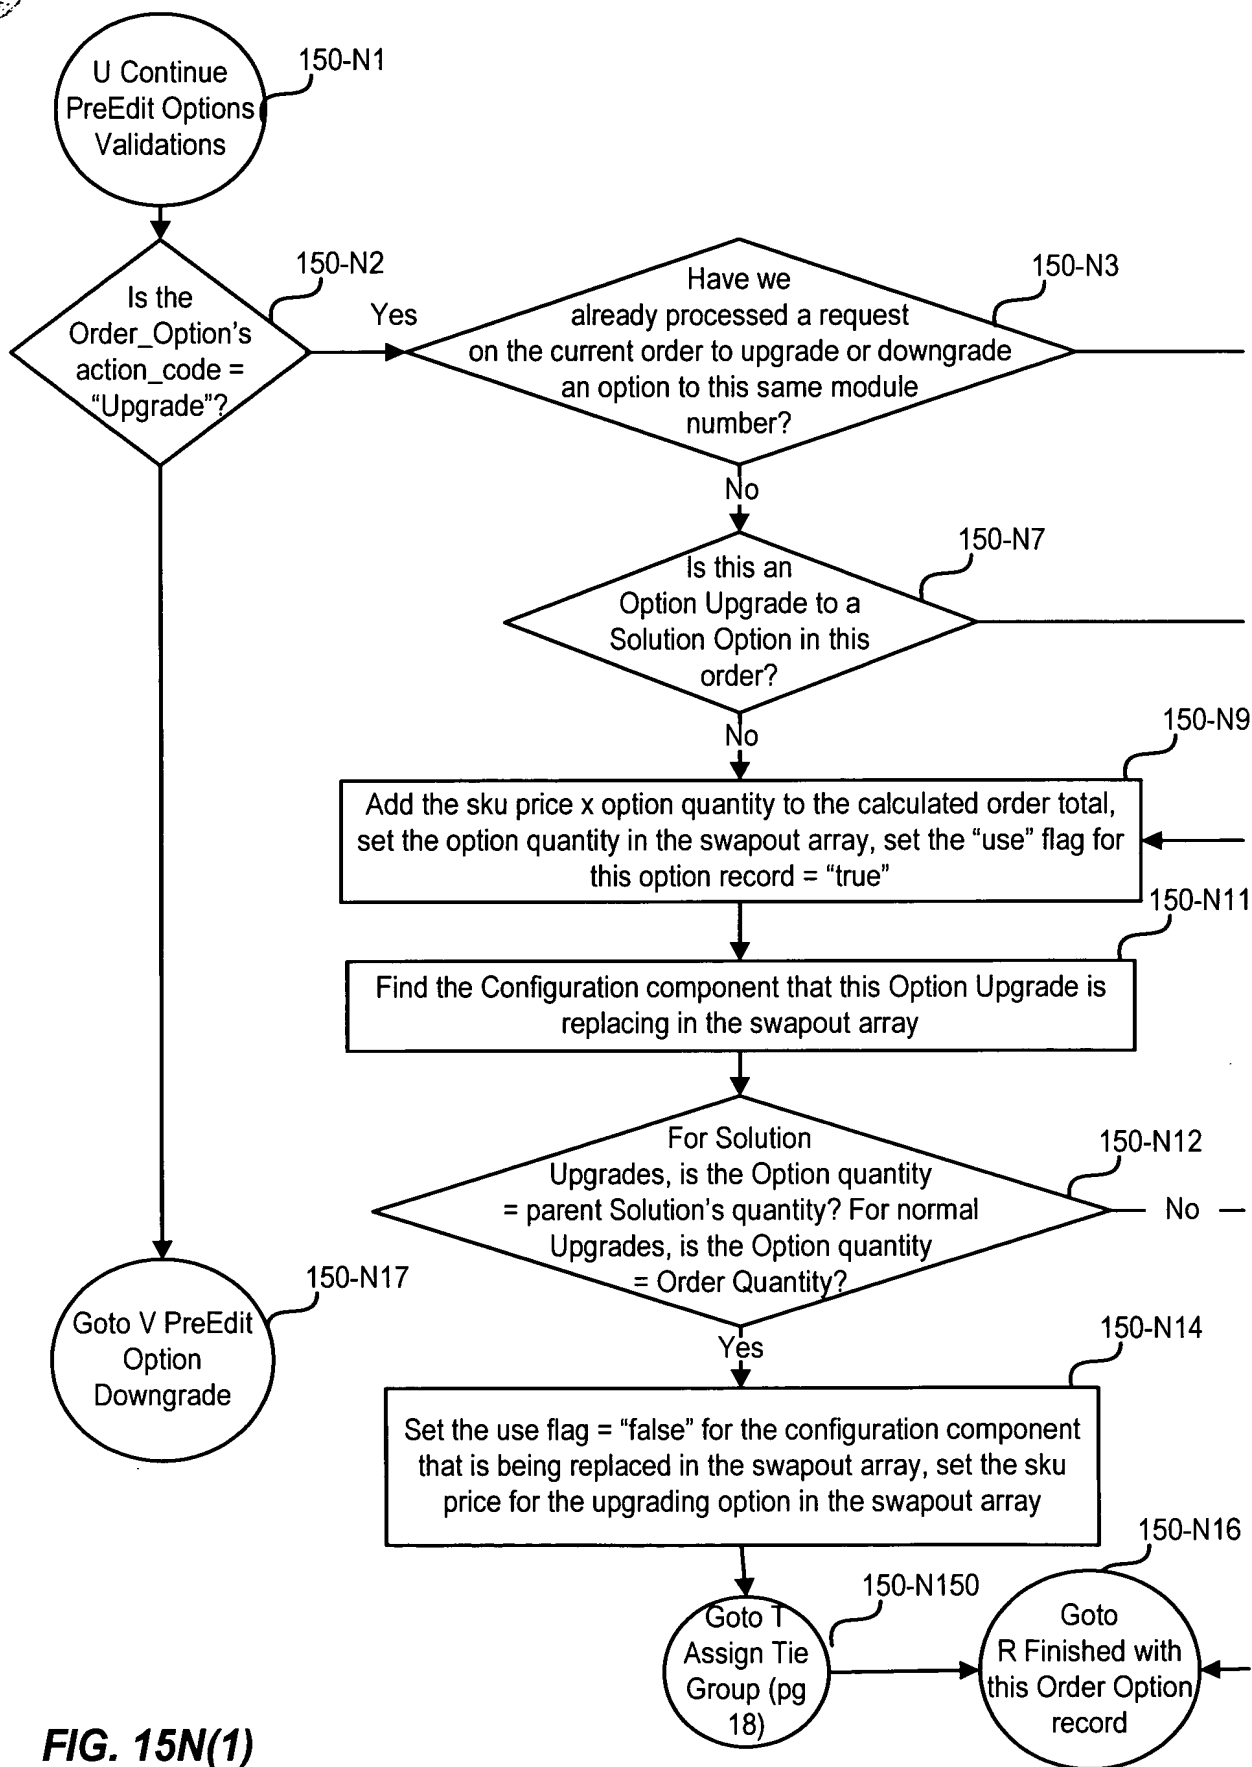 U Continue
PreEdit Options
Validations
150-N1
Is the
Order_Option's
action_code =
“Upgrade”?
150-N2
Yes
Have we
already processed a request
on the current order to upgrade or downgrade
an option to this same module
number?
150-N3
No
Is this an
Option Upgrade to a
Solution Option in this
order?
150-N7
No
150-N9
Add the sku price x option quantity to the calculated order total,
set the option quantity in the swapout array, set the “use” flag for
this option record = “true”
150-N11
Find the Configuration component that this Option Upgrade is
replacing in the swapout array
For Solution
Upgrades, is the Option quantity
= parent Solution's quantity? For normal
Upgrades, is the Option quantity
= Order Quantity?
150-N12
No
Yes
150-N17
Goto V PreEdit
Option
Downgrade
150-N14
Set the use flag = “false” for the configuration component
that is being replaced in the swapout array, set the sku
price for the upgrading option in the swapout array
150-N150
Goto T
Assign Tie
Group (pg
18)
150-N16
Goto
R Finished with
this Order Option
record
FIG. 15N(1)